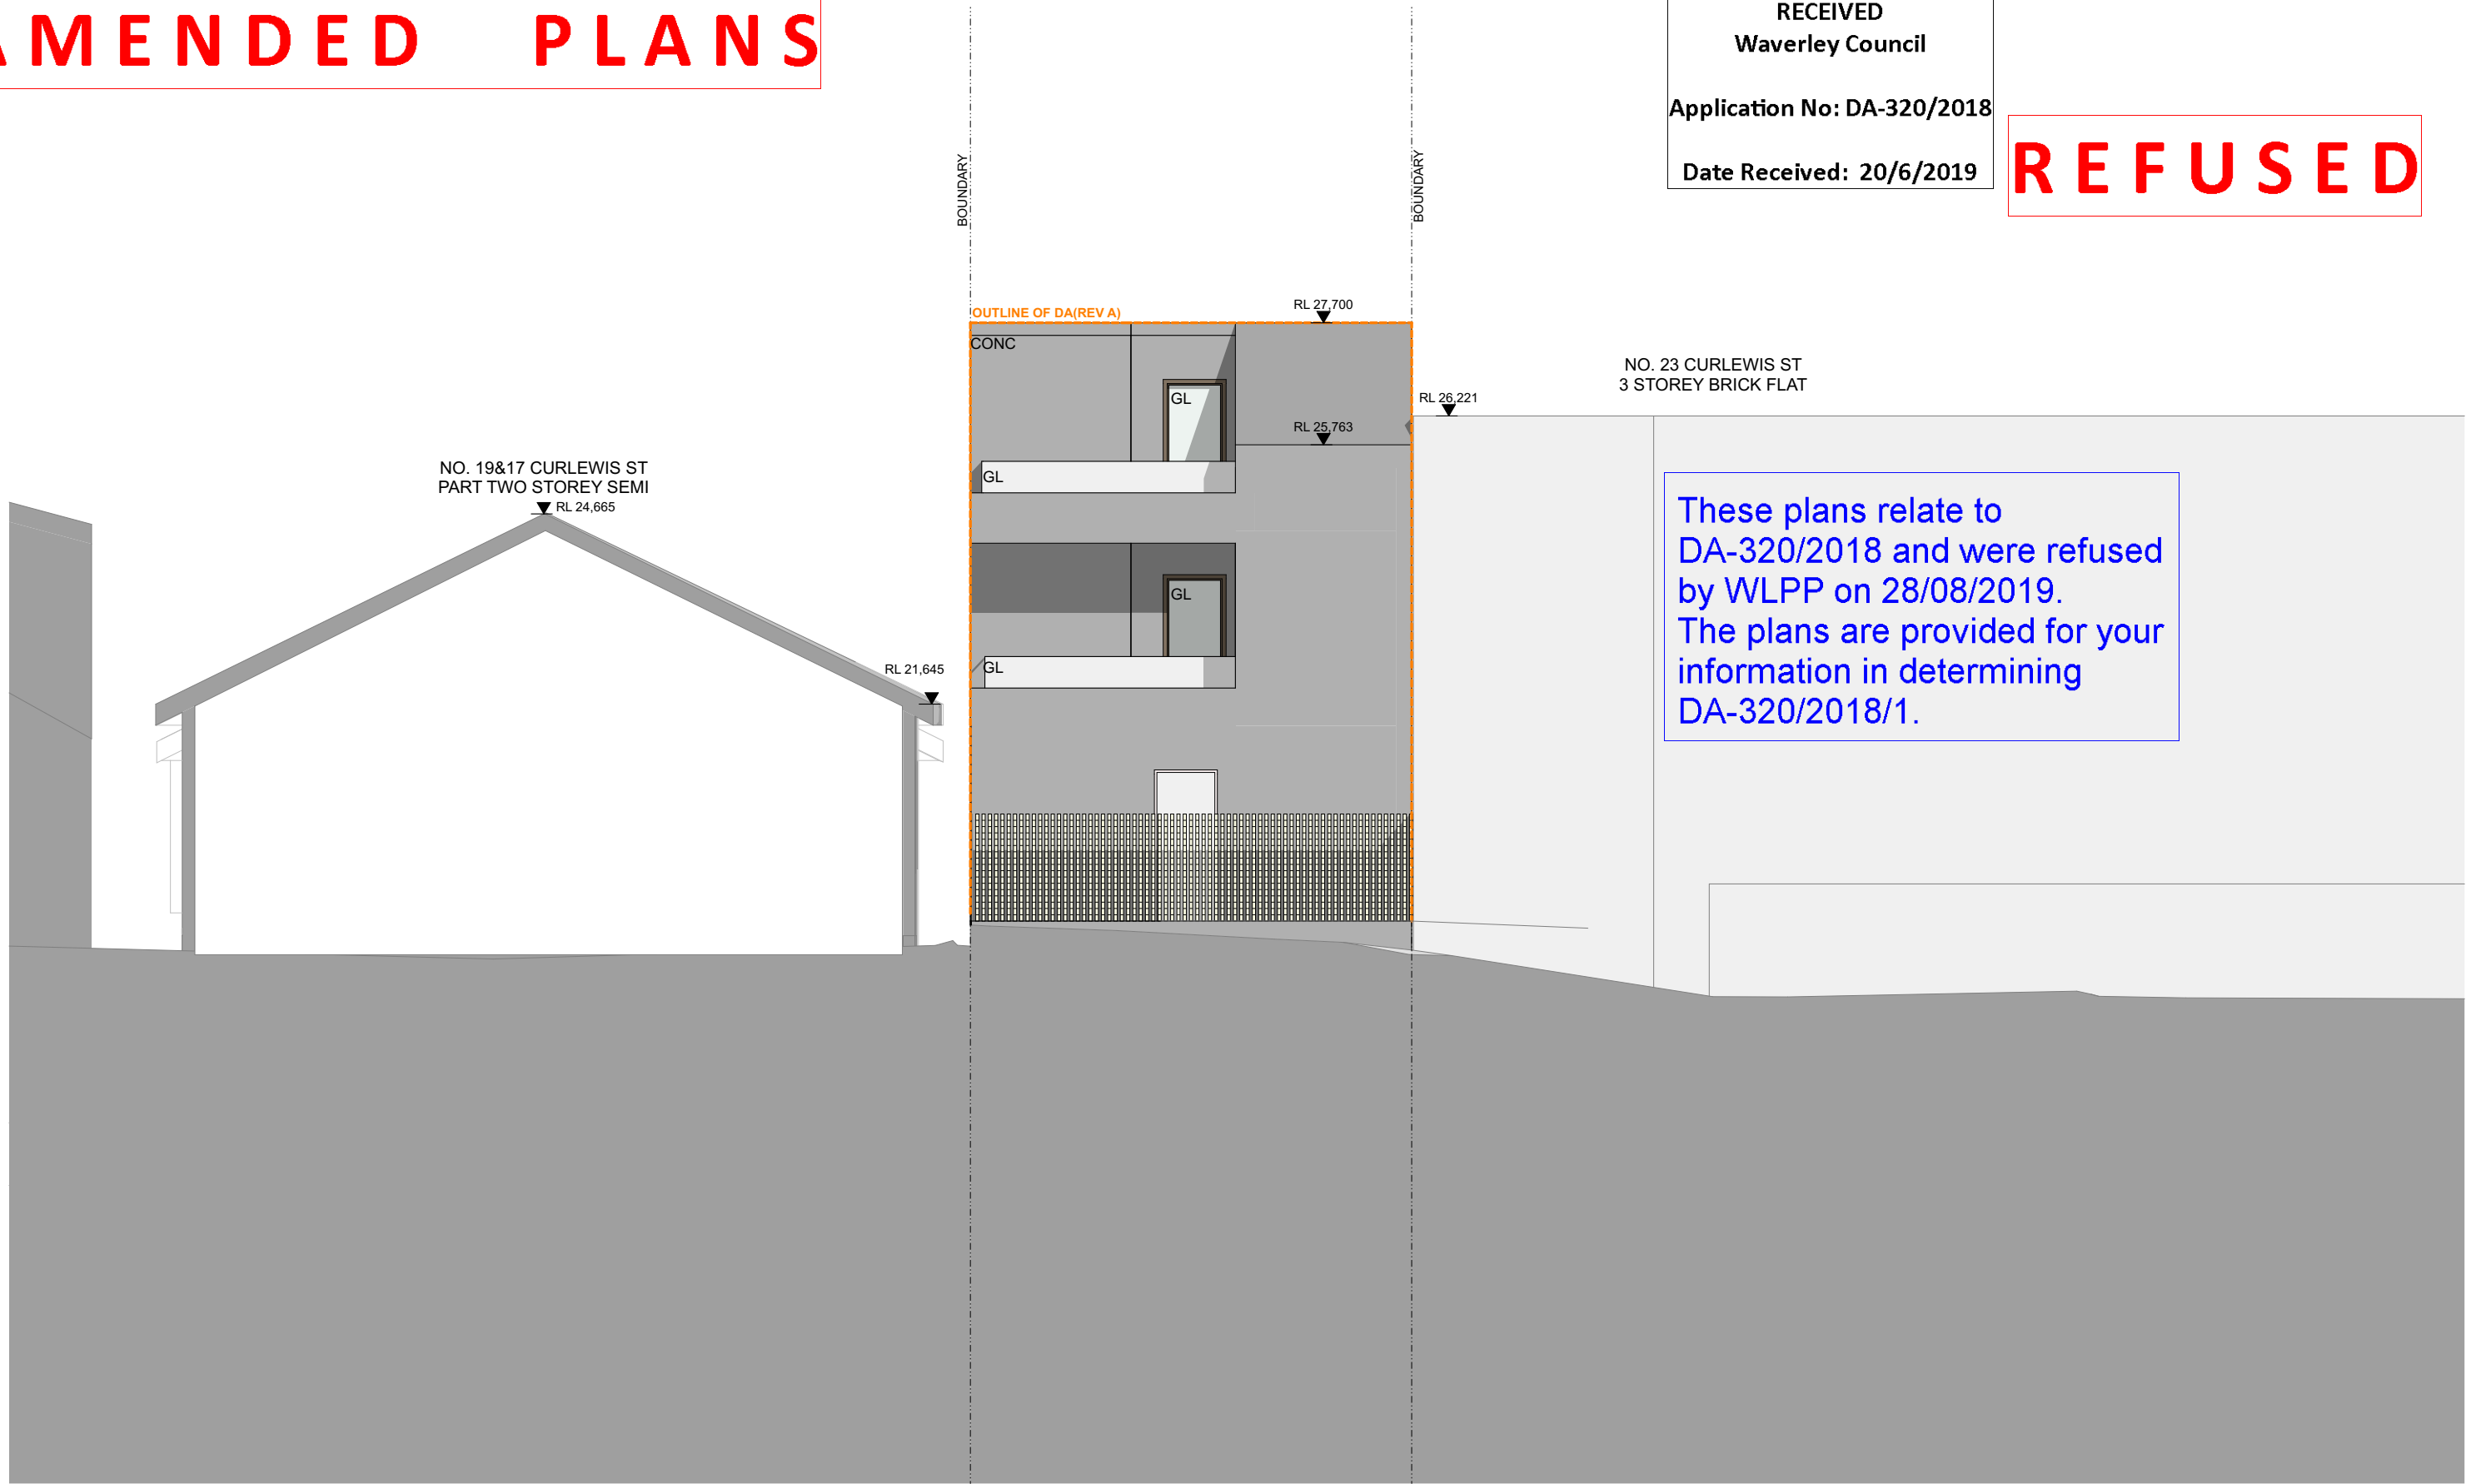 AMENDED PLANS
RECEIVED
Waverley Council
Application No: DA-320/2018
Date Received: 20/6/2019
REFUSED
BOUNDARY
BOUNDARY
OUTLINE OF DA(REV A)
RL 27,700
CONC
NO. 23 CURLEWIS ST
3 STOREY BRICK FLAT
RL 26,221
GL
RL 25,763
NO. 19&17 CURLEWIS ST
PART TWO STOREY SEMI
RL 24,665
GL
These plans relate to
DA-320/2018 and were refused
by WLPP on 28/08/2019.
The plans are provided for your
information in determining
DA-320/2018/1.
GL
RL 21,645
GL